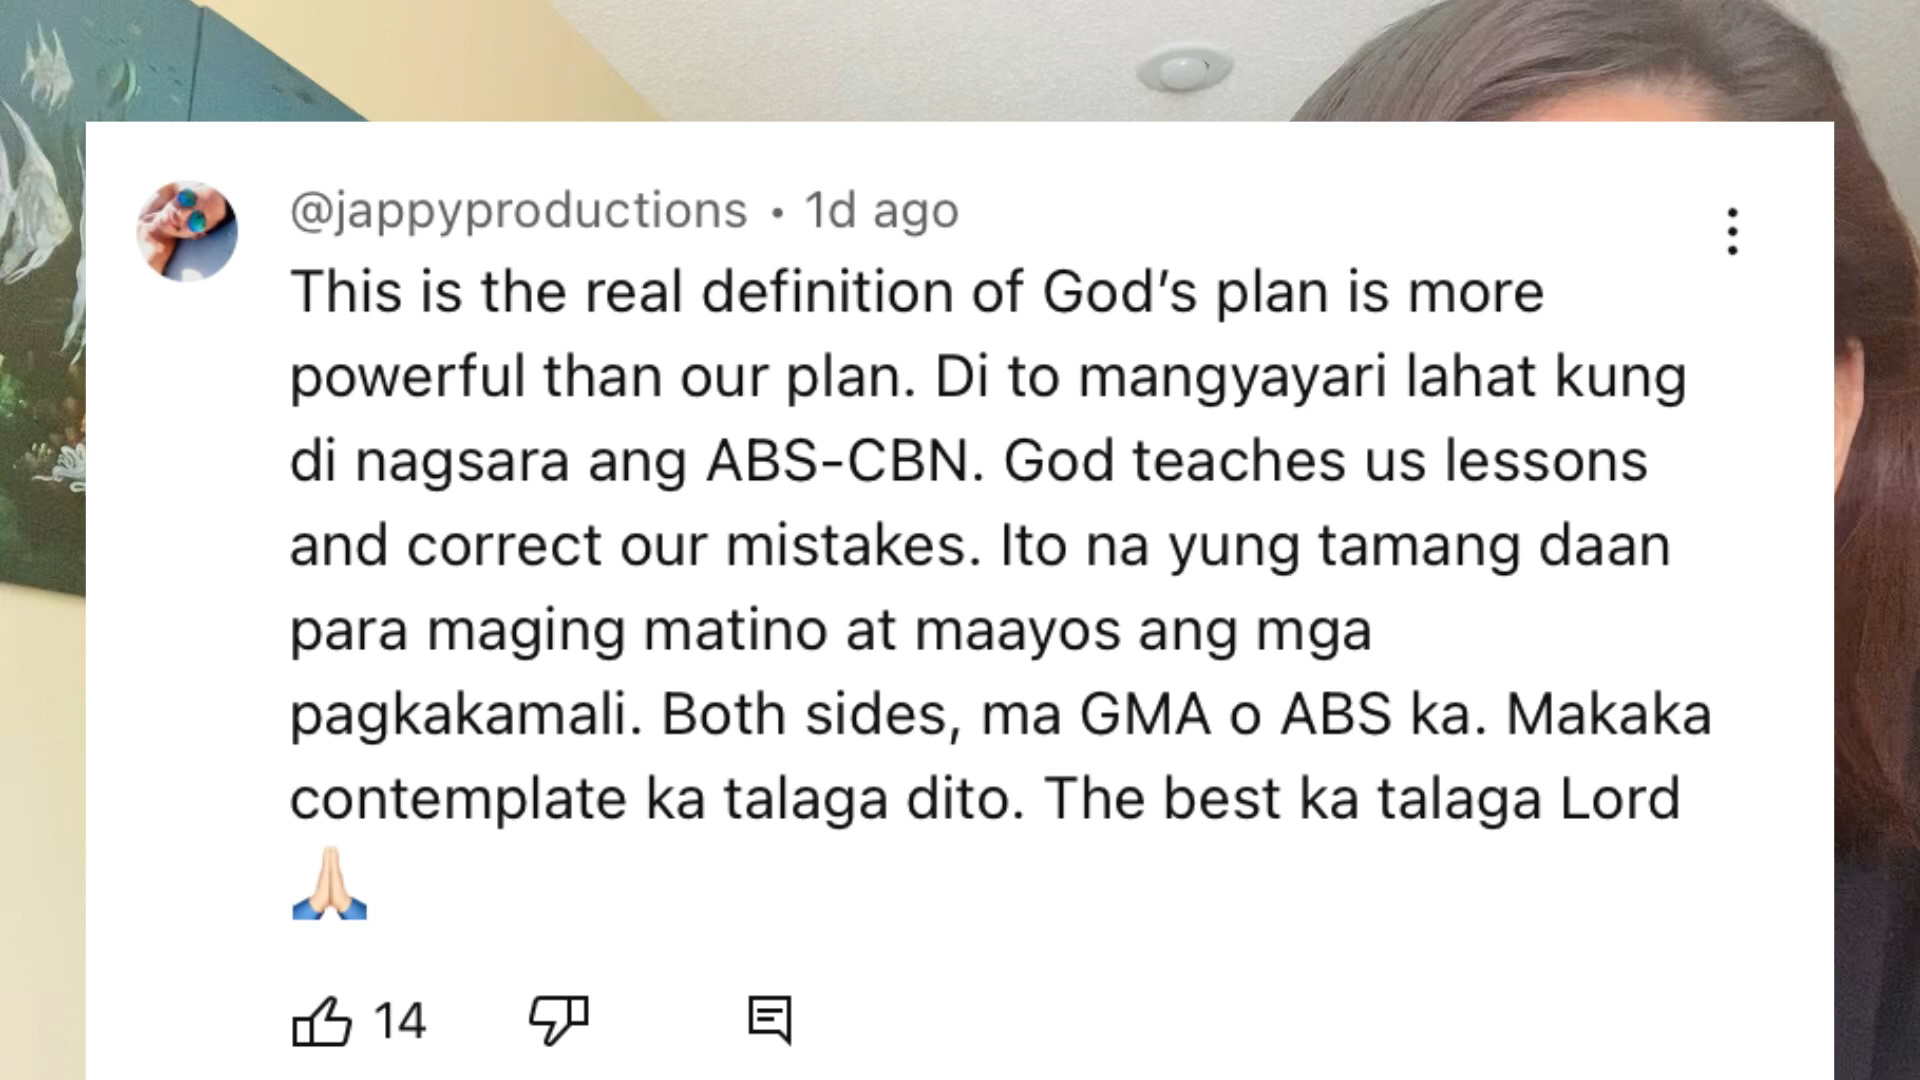 @jappyproductions • 1d ago
This is the real definition of God’s plan is more
powerful than our plan. Di to mangyayari lahat kung
di nagsara ang ABS-CBN. God teaches us lessons
and correct our mistakes. Ito na yung tamang daan
para maging matino at maayos ang mga
pagkakamali. Both sides, ma GMA o ABS ka. Makaka
contemplate ka talaga dito. The best ka talaga Lord
🙏🏻
14